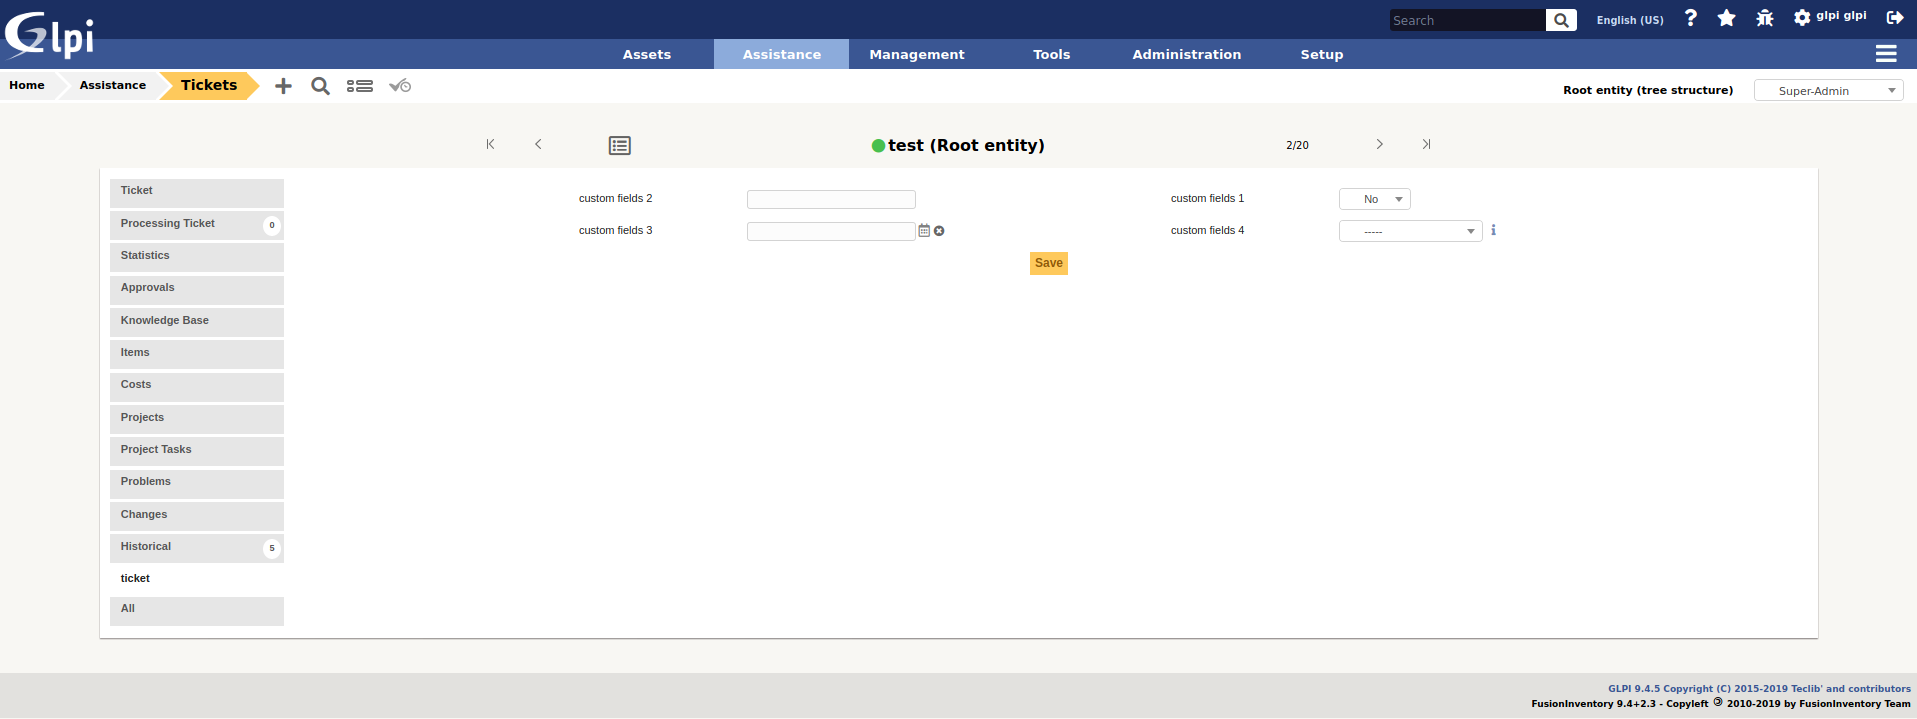 Glpi
Search
English (US)
glpi glpi
Assets
Assistance
Management
Tools
Administration
Setup
Home
Assistance
Tickets
Root entity (tree structure)
Super-Admin
test (Root entity)
2/20
Ticket
Processing Ticket 0
Statistics
Approvals
Knowledge Base
Items
Costs
Projects
Project Tasks
Problems
Changes
Historical 5
ticket
All
custom fields 2
custom fields 1 No
custom fields 3
custom fields 4 -----
Save
GLPI 9.4.5 Copyright (C) 2015-2019 Teclib' and contributors
FusionInventory 9.4+2.3 - Copyleft 🄯 2010-2019 by FusionInventory Team